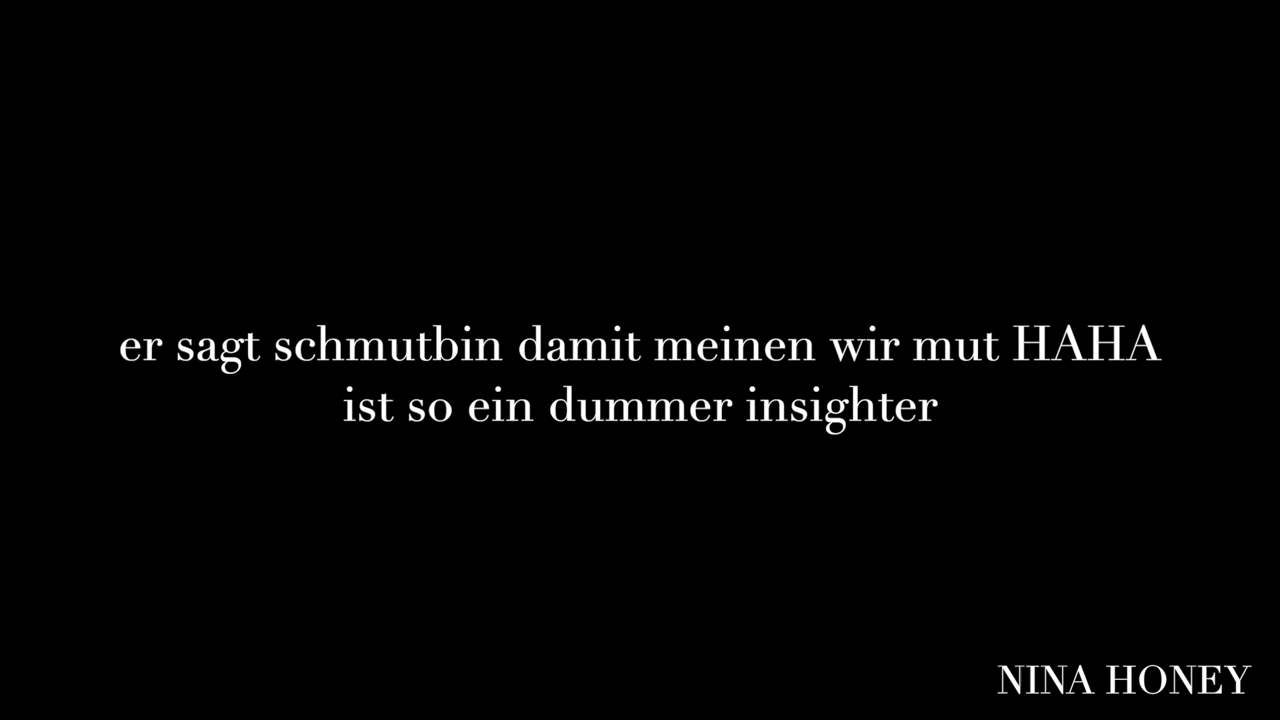 er sagt schmutbin damit meinen wir mut HAHA
ist so ein dummer insighter
NINA HONEY